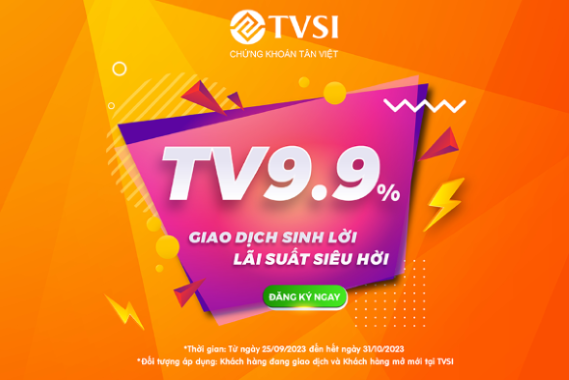 TVSI
CHỨNG KHOÁN TÂN VIỆT
TV9.9%
GIAO DỊCH SINH LỜI
LÃI SUẤT SIÊU HỜI
ĐĂNG KÝ NGAY
*Thời gian: Từ ngày 25/09/2023 đến hết ngày 31/10/2023
*Đối tượng áp dụng: Khách hàng đang giao dịch và Khách hàng mở mới tại TVSI